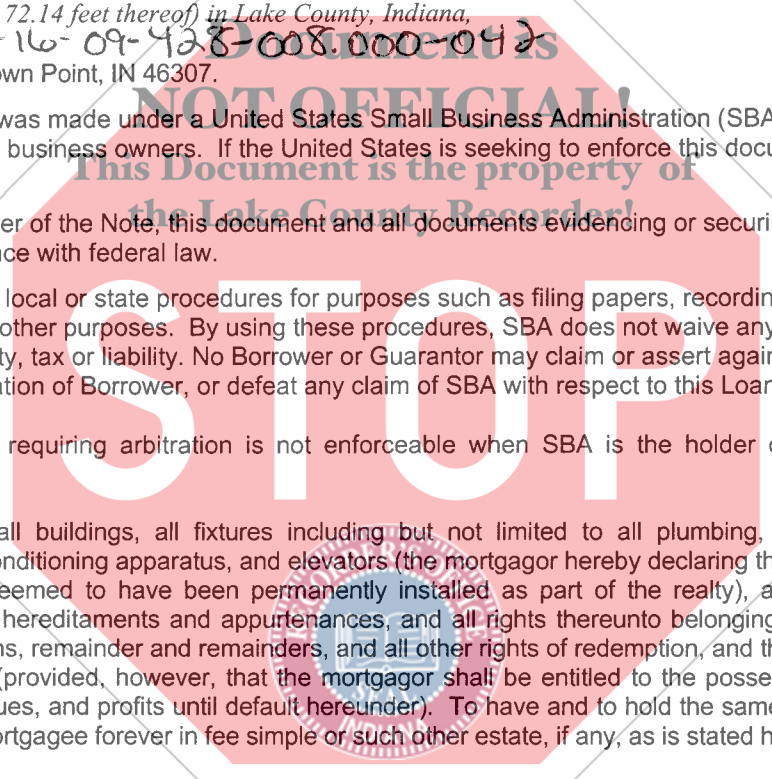 72.14 feet thereof) in Lake County, Indiana,
-16-09-428-008.000-042
Document is
own Point, IN 46307.
NOT OFFICIAL!
was made under a United States Small Business Administration (SBA
business owners. If the United States is seeking to enforce this docu
This Document is the property of
the Lake County Recorder!
er of the Note, this document and all documents evidencing or securi
ce with federal law.
local or state procedures for purposes such as filing papers, recordin
other purposes. By using these procedures, SBA does not waive any
ty, tax or liability. No Borrower or Guarantor may claim or assert again
ation of Borrower, or defeat any claim of SBA with respect to this Loan
STOP
requiring arbitration is not enforceable when SBA is the holder o
all buildings, all fixtures including but not limited to all plumbing,
onditioning apparatus, and elevators (the mortgagor hereby declaring th
eemed to have been permanently installed as part of the realty), a
hereditaments and appurtenances, and all rights thereunto belonging
ns, remainder and remainders, and all other rights of redemption, and th
(provided, however, that the mortgagor shall be entitled to the posse
ues, and profits until default hereunder). To have and to hold the same
ortgagee forever in fee simple or such other estate, if any, as is stated h
RECORDER'S OFFICE
SEAL
INDIANA